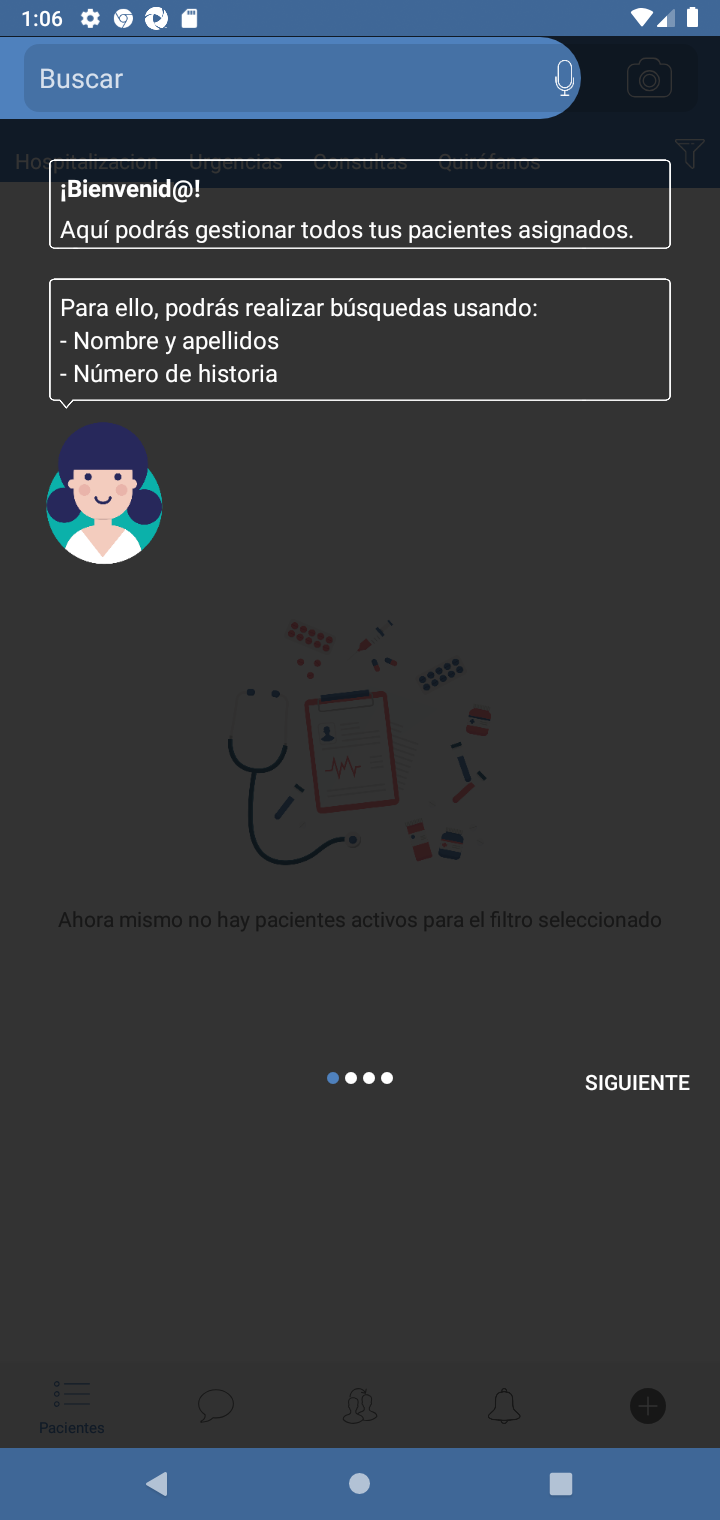 1:06
Buscar
Hospitalizacion Urgencias Consultas Quirófanos
¡Bienvenid@!
Aquí podrás gestionar todos tus pacientes asignados.
Para ello, podrás realizar búsquedas usando:
- Nombre y apellidos
- Número de historia
Ahora mismo no hay pacientes activos para el filtro seleccionado
SIGUIENTE
Pacientes